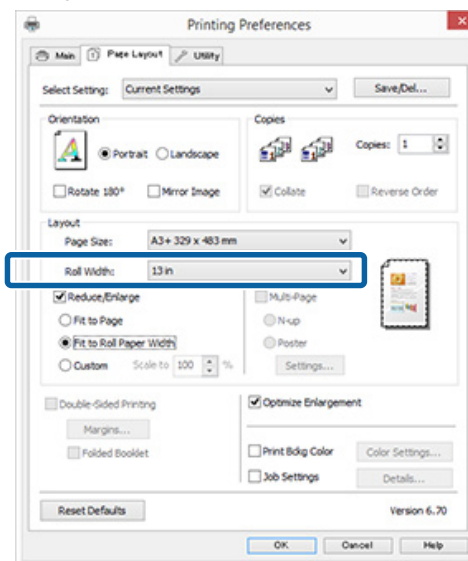 Printing Preferences
Main Page Layout Utility
Select Setting: Current Settings Save/Del...
Orientation Copies
Portrait Landscape Copies: 1
Rotate 180° Mirror Image Collate Reverse Order
Layout
Page Size: A3+ 329 x 483 mm
Roll Width: 13 in
Reduce/Enlarge Multi-Page
Fit to Page N-up
Fit to Roll Paper Width Poster
Custom Scale to 100 % Settings...
Double-Sided Printing Optimize Enlargement
Margins...
Folded Booklet Print Bckg Color Color Settings...
Job Settings Details...
Reset Defaults Version 6.70
OK Cancel Help